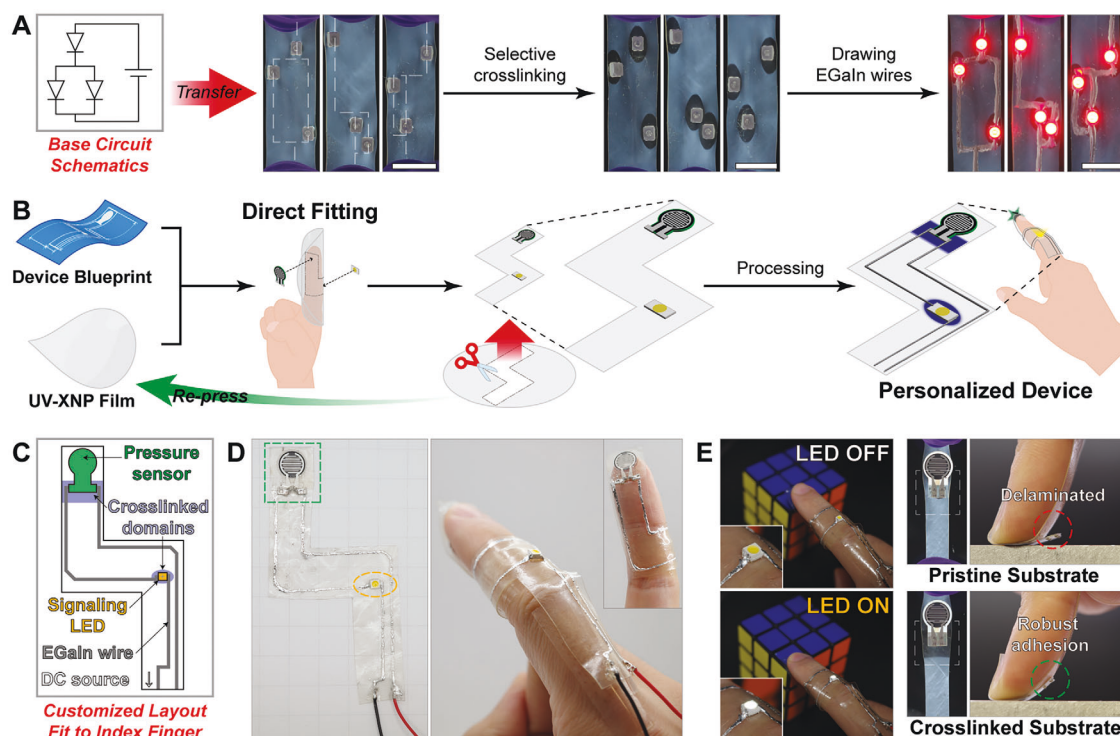 A
Transfer
Base Circuit
Schematics
Selective
crosslinking
Drawing
EGaIn wires
B
Device Blueprint
UV-XNP Film
Direct Fitting
Re-press
Processing
Personalized Device
C
Pressure
sensor
Crosslinked
domains
Signaling
LED
EGaIn wire
DC source
Customized Layout
Fit to Index Finger
D
E
LED OFF
LED ON
Delaminated
Pristine Substrate
Robust
adhesion
Crosslinked Substrate